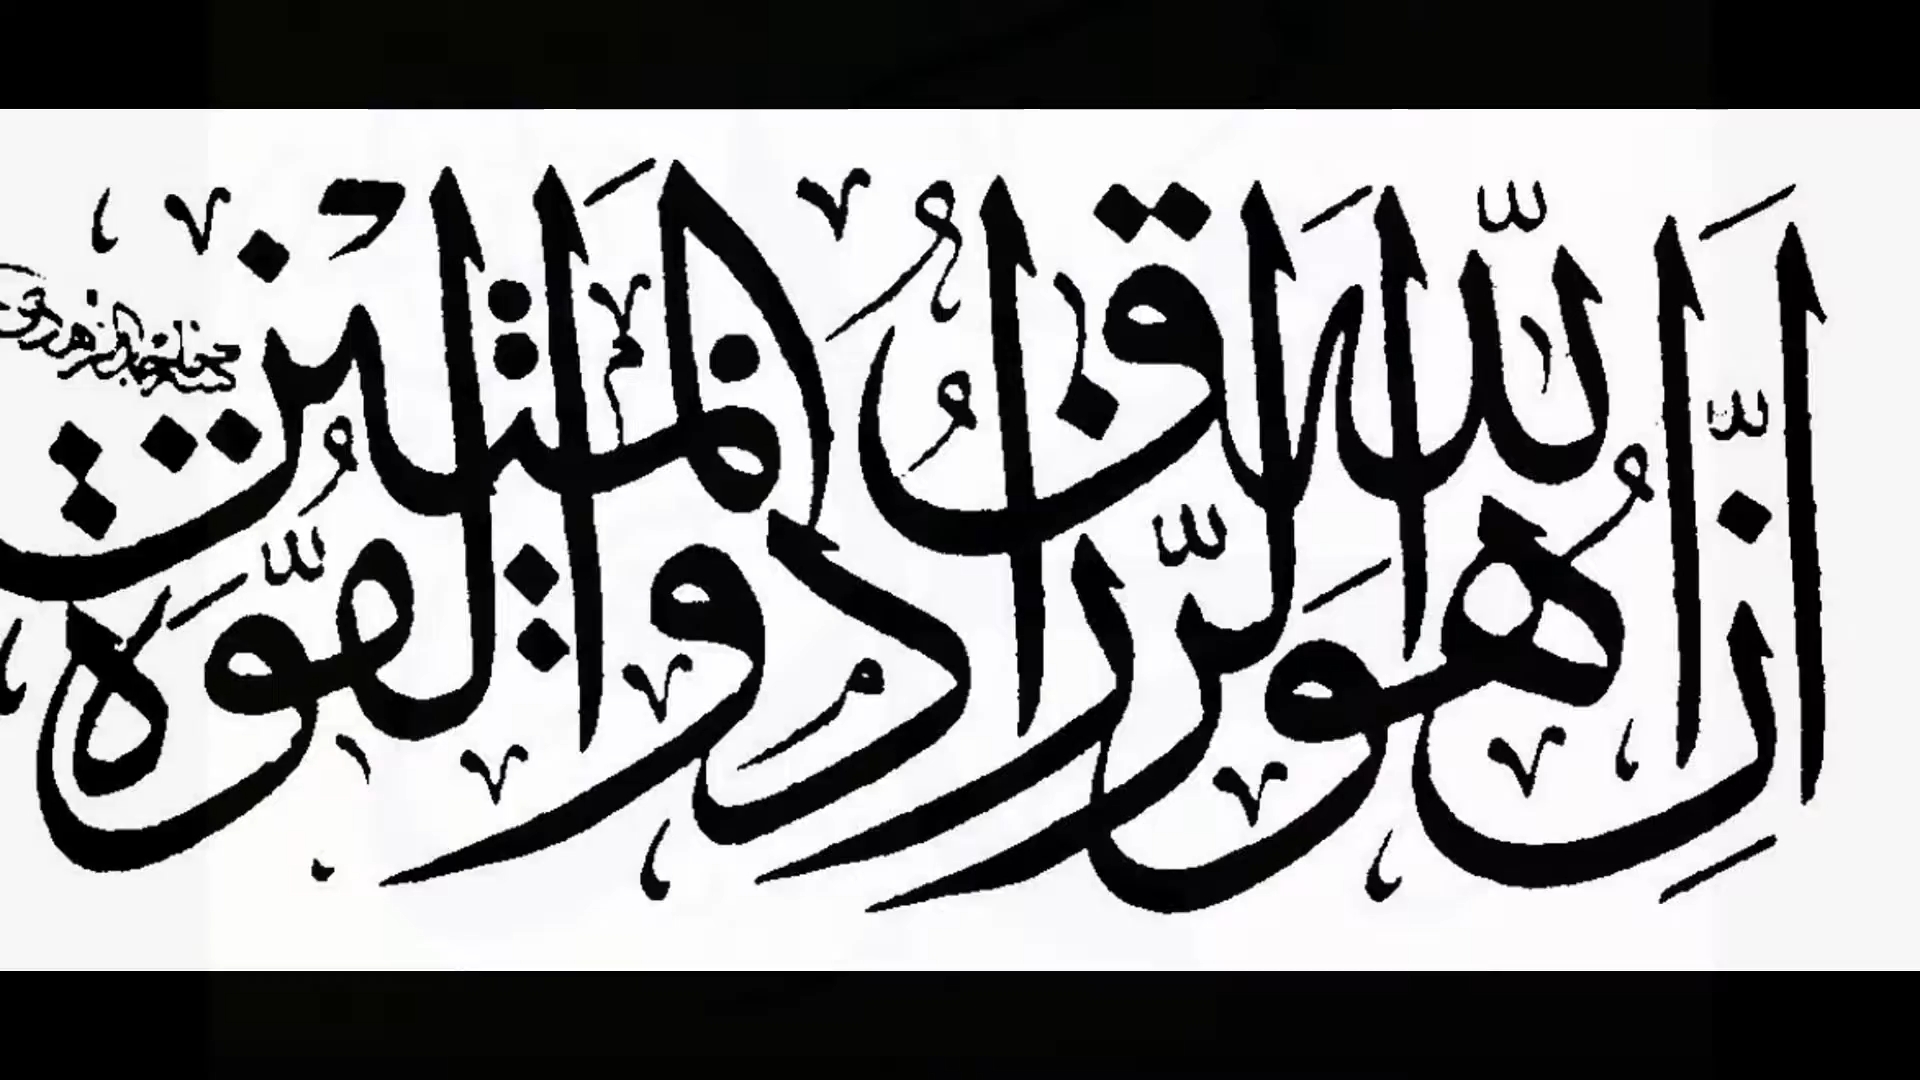 إِنَّ اللَّهَ هُوَ الرَّزَّاقُ ذُو الْقُوَّةِ الْمَتِينُ